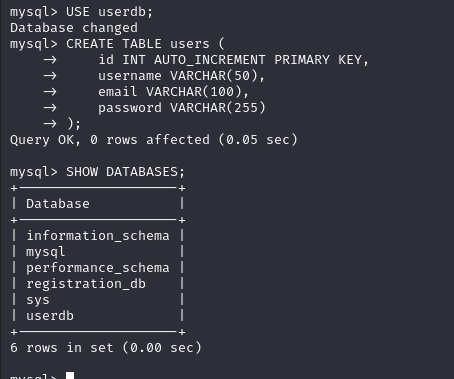 mysql> USE userdb;
Database changed
mysql> CREATE TABLE users (
    →     id INT AUTO_INCREMENT PRIMARY KEY,
    →     username VARCHAR(50),
    →     email VARCHAR(100),
    →     password VARCHAR(255)
    → );
Query OK, 0 rows affected (0.05 sec)

mysql> SHOW DATABASES;
+--------------------+
| Database           |
+--------------------+
| information_schema |
| mysql              |
| performance_schema |
| registration_db    |
| sys                |
| userdb             |
+--------------------+
6 rows in set (0.00 sec)

mysql>